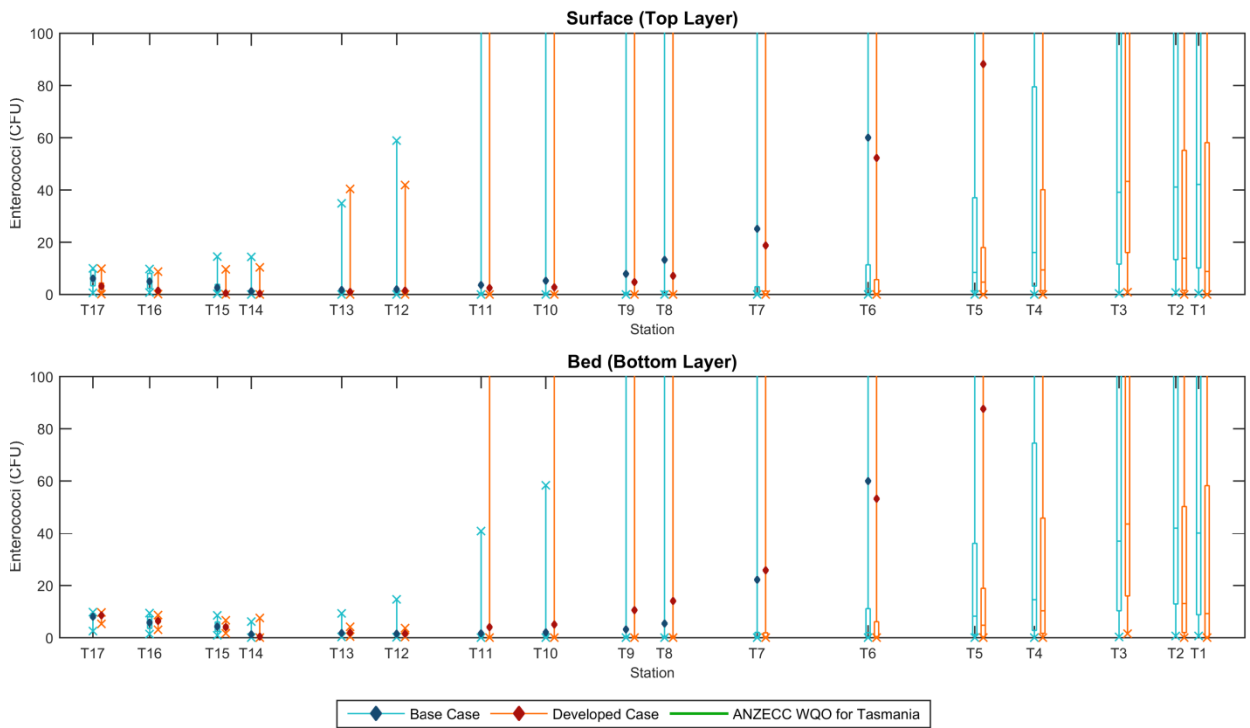 Surface (Top Layer)
100
80
60
40
20
0
Enterococci (CFU)
T17 T16 T15 T14 T13 T12 T11 T10 T9 T8 T7 T6 T5 T4 T3 T2 T1
Station
Bed (Bottom Layer)
100
80
60
40
20
0
Enterococci (CFU)
T17 T16 T15 T14 T13 T12 T11 T10 T9 T8 T7 T6 T5 T4 T3 T2 T1
Station
Base Case Developed Case ANZECC WQO for Tasmania